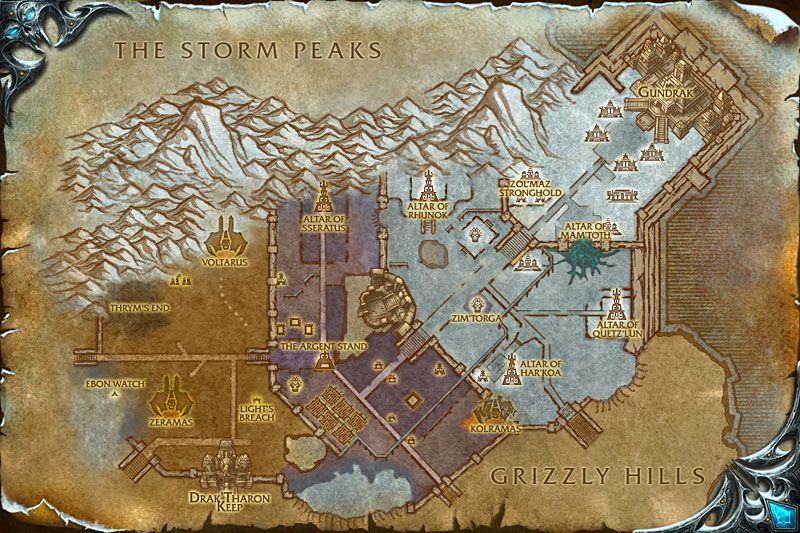 THE STORM PEAKS
GUNDRAK
ZOL'MAZ
STRONGHOLD
ALTAR OF
SSERATUS
ALTAR OF
RHUNOK
ALTAR OF
MAM'TOTH
VOLTARUS
THRYM'S END
ZIM'TORGA
ALTAR OF
QUETZ'LUN
THE ARGENT STAND
ALTAR OF
HAR'KOA
EBON WATCH
LIGHT'S
BREACH
ZERAMAS
KOLRAMAS
GRIZZLY HILLS
DRAK'THARON
KEEP